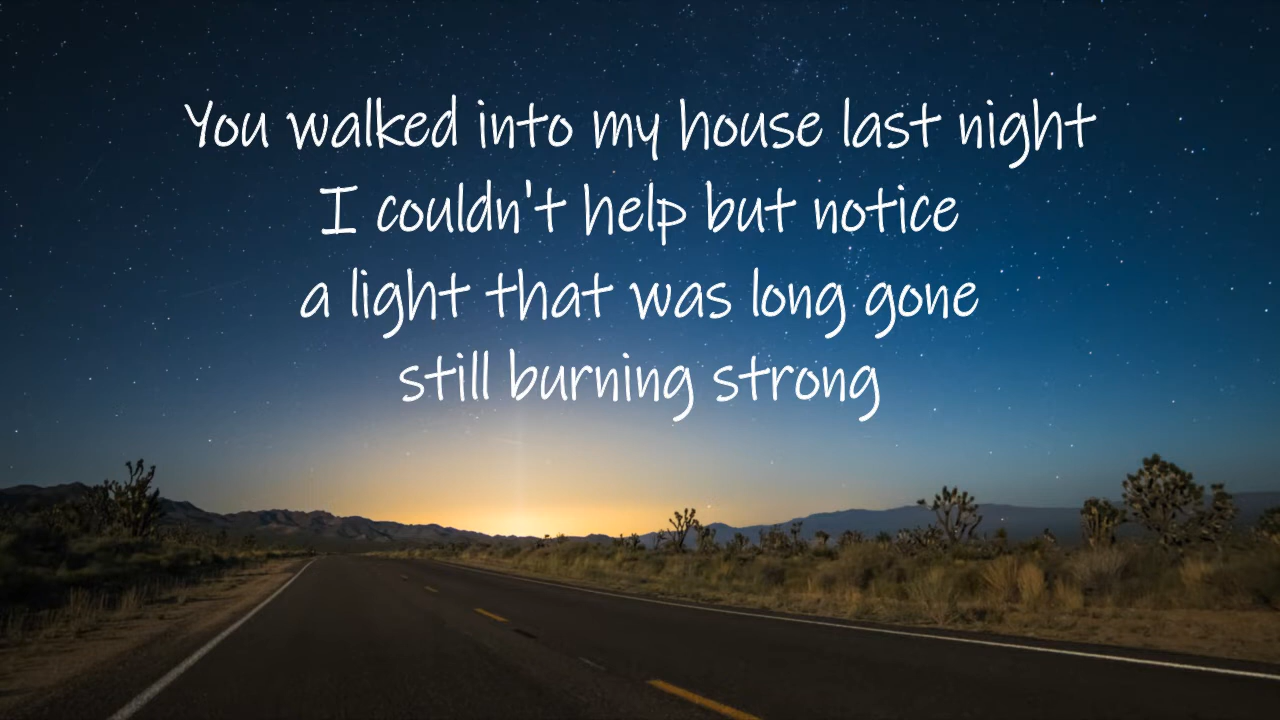 You walked into my house last night
I couldn't help but notice
a light that was long gone
still burning strong